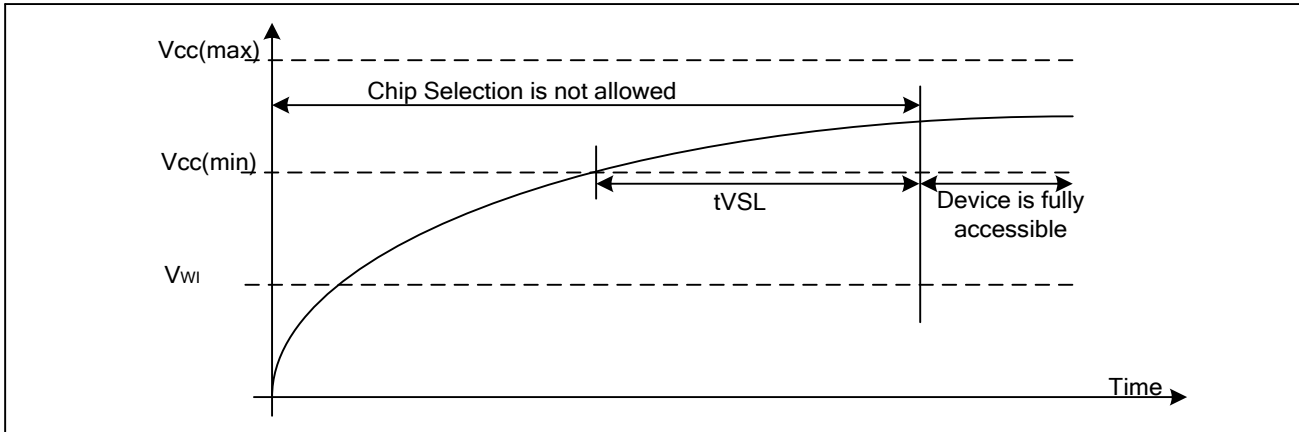 Vcc(max)
Chip Selection is not allowed
Vcc(min)
tVSL
Device is fully
accessible
VWI
Time